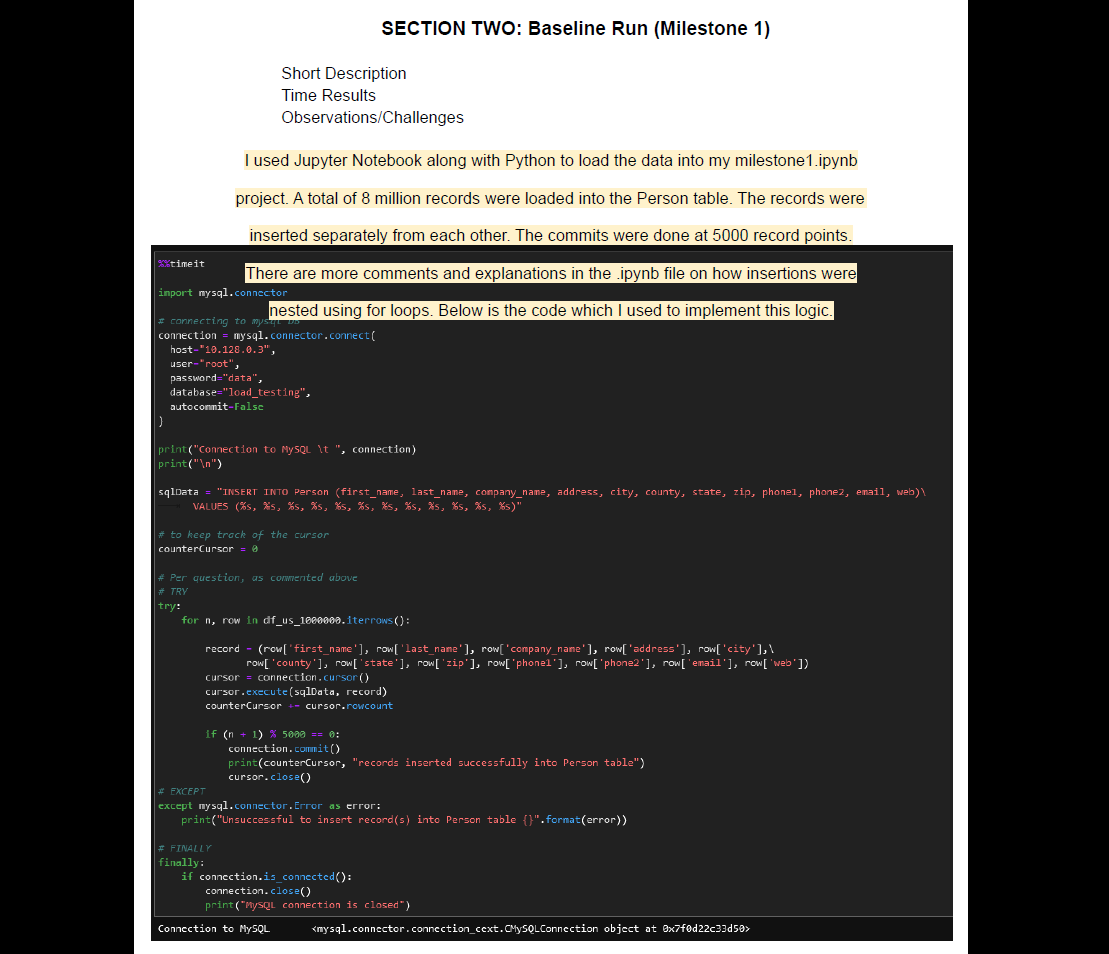 SECTION TWO: Baseline Run (Milestone 1)
Short Description
Time Results
Observations/Challenges
I used Jupyter Notebook along with Python to load the data into my milestone1.ipynb
project. A total of 8 million records were loaded into the Person table. The records were
inserted separately from each other. The commits were done at 5000 record points.
%%timeit
There are more comments and explanations in the .ipynb file on how insertions were
import mysql.connector
nested using for loops. Below is the code which I used to implement this logic.
# connecting to mysql DB
connection = mysql.connector.connect(
host="10.128.0.3",
user="root",
password="data",
database="load_testing",
autocommit=False
)
print("Connection to MySQL \t ", connection)
print("\n")
sqlData = "INSERT INTO Person (first_name, last_name, company_name, address, city, county, state, zip, phone1, phone2, email, web)\
VALUES (%s, %s, %s, %s, %s, %s, %s, %s, %s, %s, %s, %s)"
# to keep track of the cursor
counterCursor = 0
# Per question, as commented above
# TRY
try:
for n, row in df_us_1000000.iterrows():
record = (row['first_name'], row['last_name'], row['company_name'], row['address'], row['city'],\
row['county'], row['state'], row['zip'], row['phone1'], row['phone2'], row['email'], row['web'])
cursor = connection.cursor()
cursor.execute(sqlData, record)
counterCursor += cursor.rowcount
if (n + 1) % 5000 == 0:
connection.commit()
print(counterCursor, "records inserted successfully into Person table")
cursor.close()
# EXCEPT
except mysql.connector.Error as error:
print("Unsuccessful to insert record(s) into Person table {}".format(error))
# FINALLY
finally:
if connection.is_connected():
connection.close()
print("MySQL connection is closed")
Connection to MySQL <mysql.connector.connection_cext.CMySQLConnection object at 0x7f0d22c33d50>